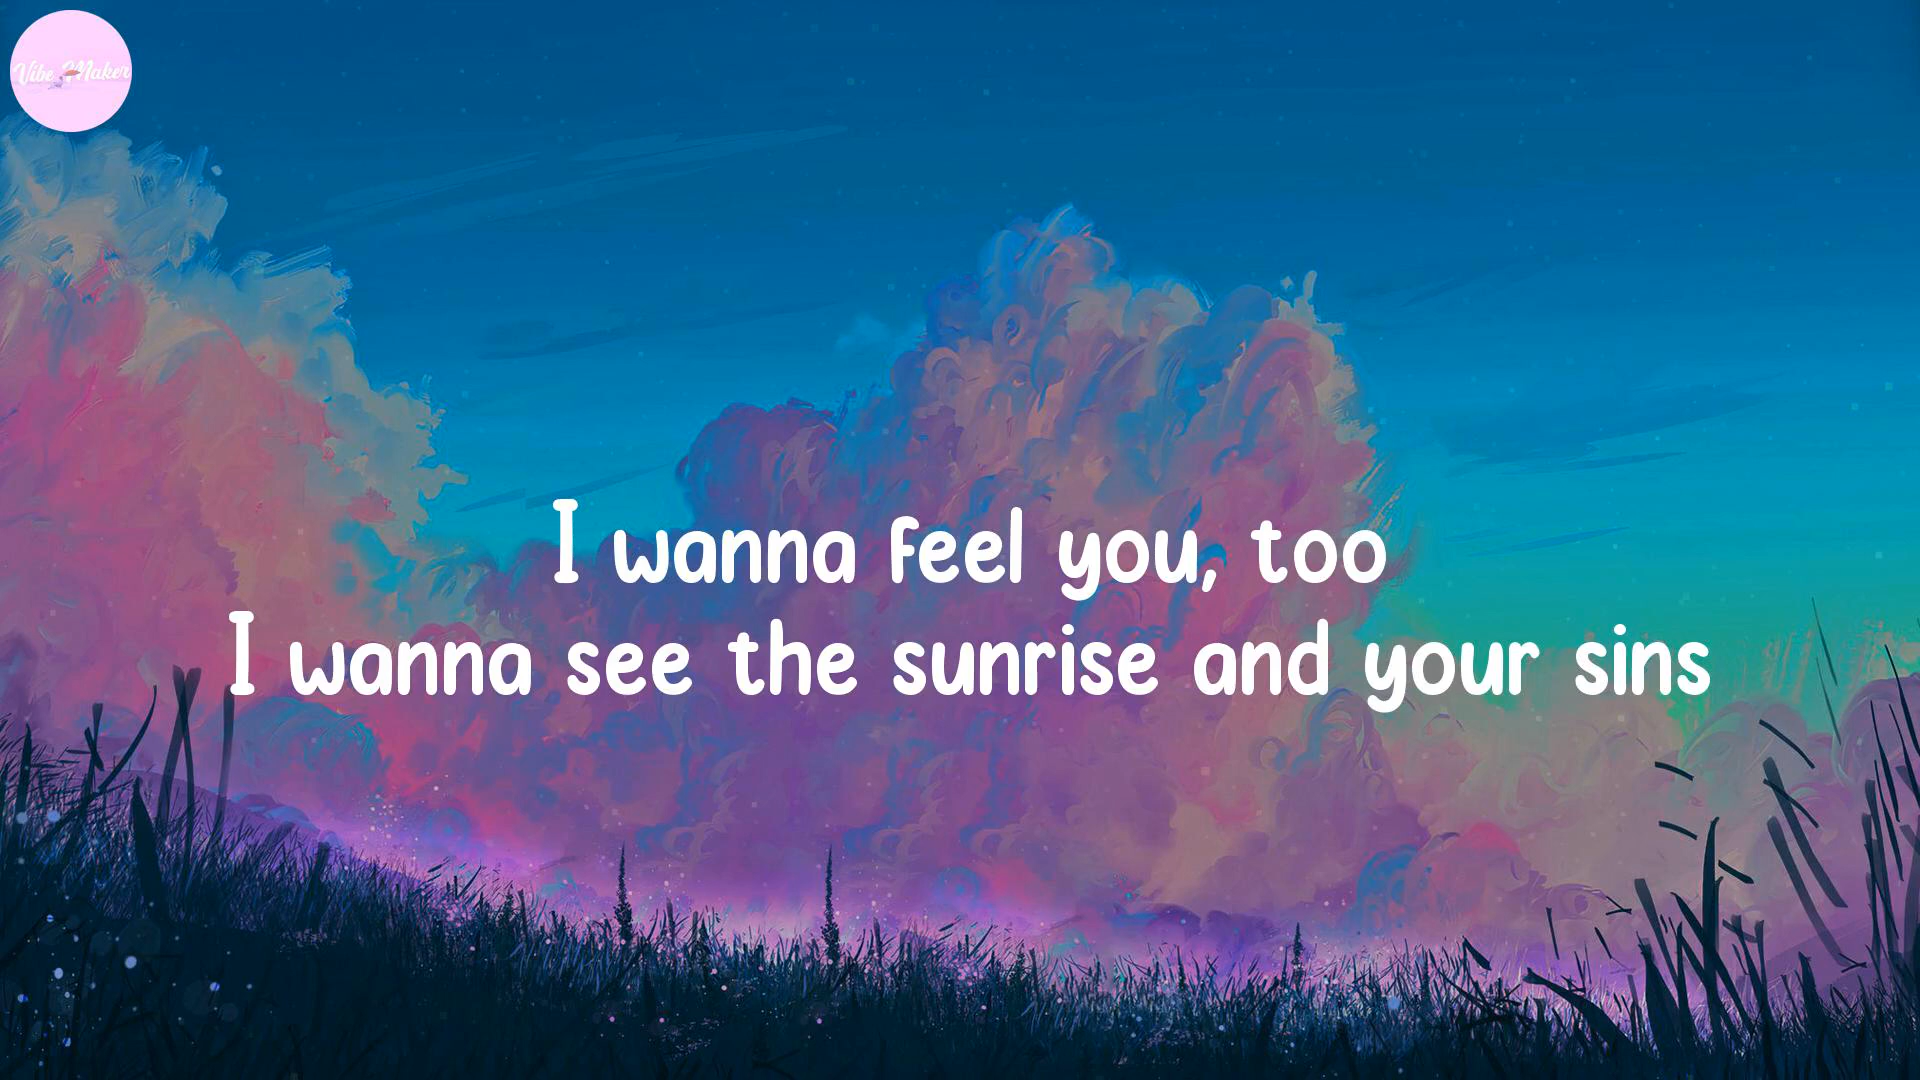 Vibe Maker
I wanna feel you, too
I wanna see the sunrise and your sins